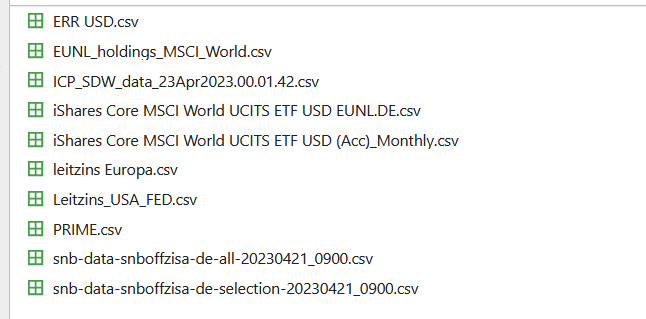 ERR USD.csv
EUNL_holdings_MSCI_World.csv
ICP_SDW_data_23Apr2023.00.01.42.csv
iShares Core MSCI World UCITS ETF USD EUNL.DE.csv
iShares Core MSCI World UCITS ETF USD (Acc)_Monthly.csv
leitzins Europa.csv
Leitzins_USA_FED.csv
PRIME.csv
snb-data-snboffzisa-de-all-20230421_0900.csv
snb-data-snboffzisa-de-selection-20230421_0900.csv